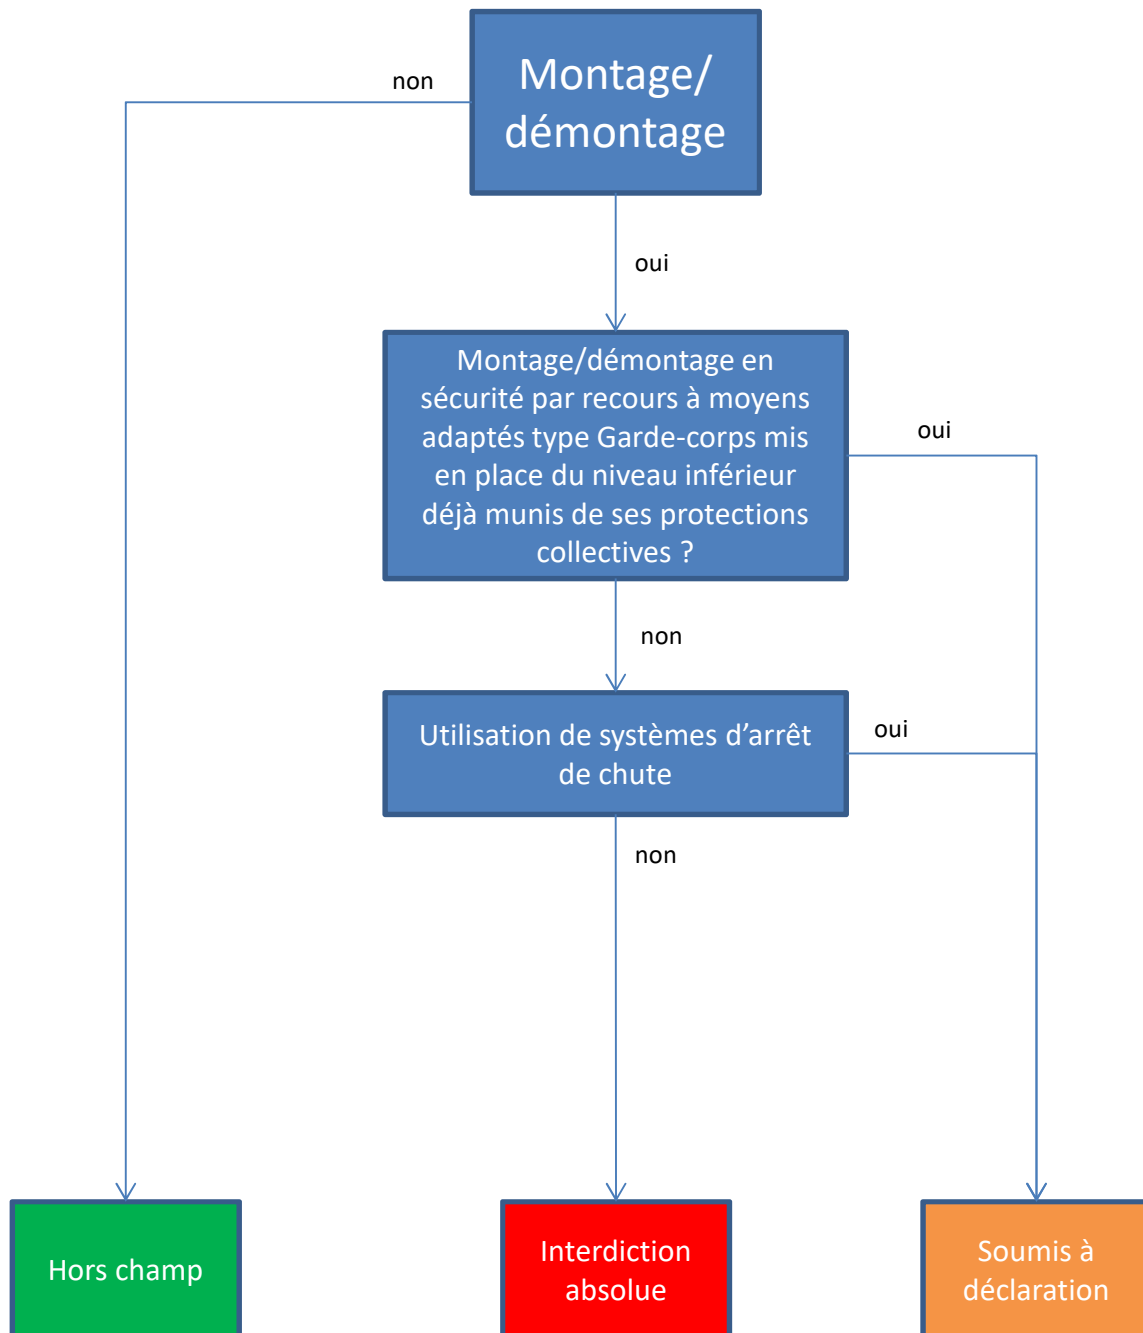 Montage/
démontage
non
oui
Montage/démontage en
sécurité par recours à moyens
adaptés type Garde-corps mis
en place du niveau inférieur
déjà munis de ses protections
collectives ?
oui
non
Utilisation de systèmes d’arrêt
de chute
oui
non
Hors champ
Interdiction
absolue
Soumis à
déclaration